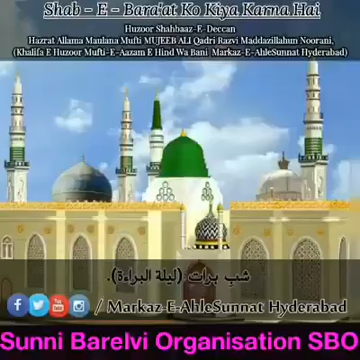 Shab - E - Baraiat Ko Kiya Karna Hai
Huzoor Shahbaaz-E-Deccan
Hazrat Allama Maulana Mufti MUJEEB ALI Qadri Razvi Maddazillahun Noorani,
(Khalifa E Huzoor Mufti-E-Aazam E Hind Wa Bani Markaz-E-AhleSunnat Hyderabad)
شب برات (ليلة البراءة).
/ Markaz-E-AhleSunnat Hyderabad
Sunni Barelvi Organisation SBO